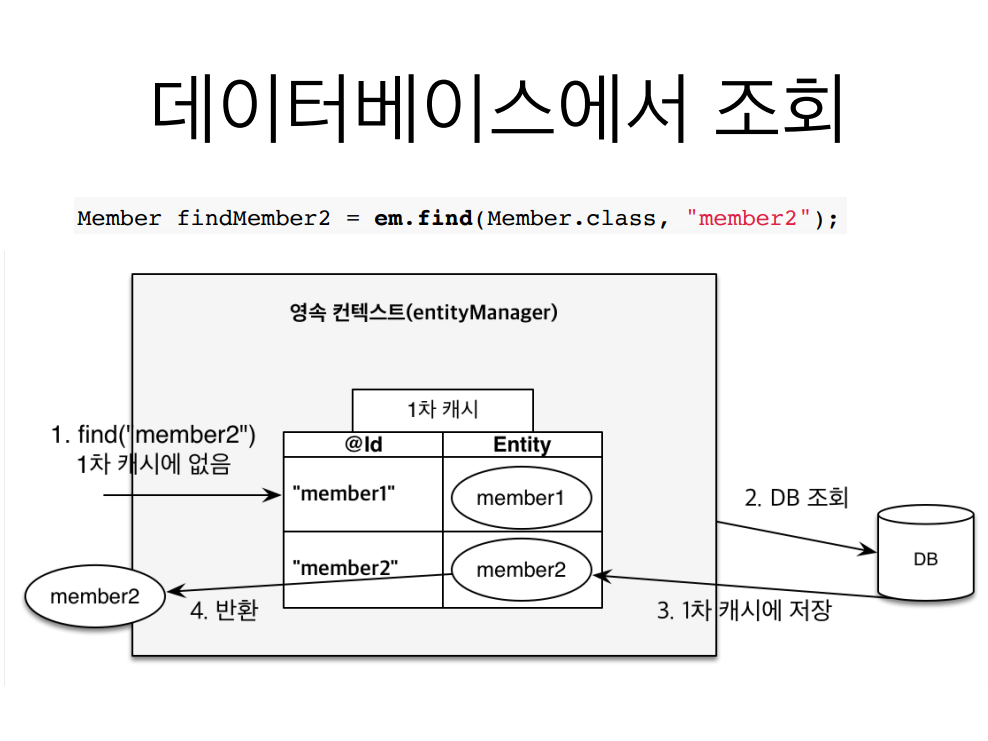 데이터베이스에서 조회
Member findMember2 = em.find(Member.class, "member2");
영속 컨텍스트(entityManager)
1차 캐시
1. find("member2")
1차 캐시에 없음
@Id
Entity
"member1"
member1
2. DB 조회
DB
"member2"
member2
member2
4. 반환
3. 1차 캐시에 저장